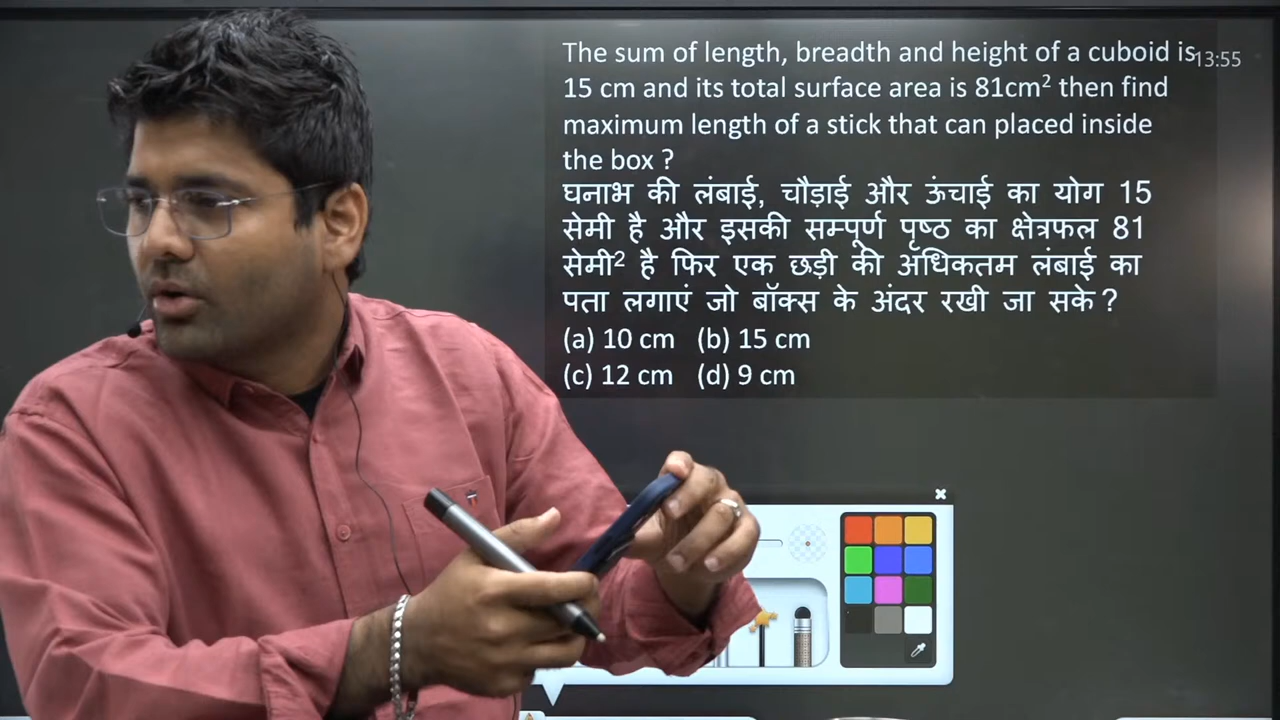 The sum of length, breadth and height of a cuboid is
13:55
15 cm and its total surface area is 81cm² then find
maximum length of a stick that can placed inside
the box ?
घनाभ की लंबाई, चौड़ाई और ऊंचाई का योग 15
सेमी है और इसकी सम्पूर्ण पृष्ठ का क्षेत्रफल 81
सेमी² है फिर एक छड़ी की अधिकतम लंबाई का
पता लगाएं जो बॉक्स के अंदर रखी जा सके ?
(a) 10 cm (b) 15 cm
(c) 12 cm (d) 9 cm